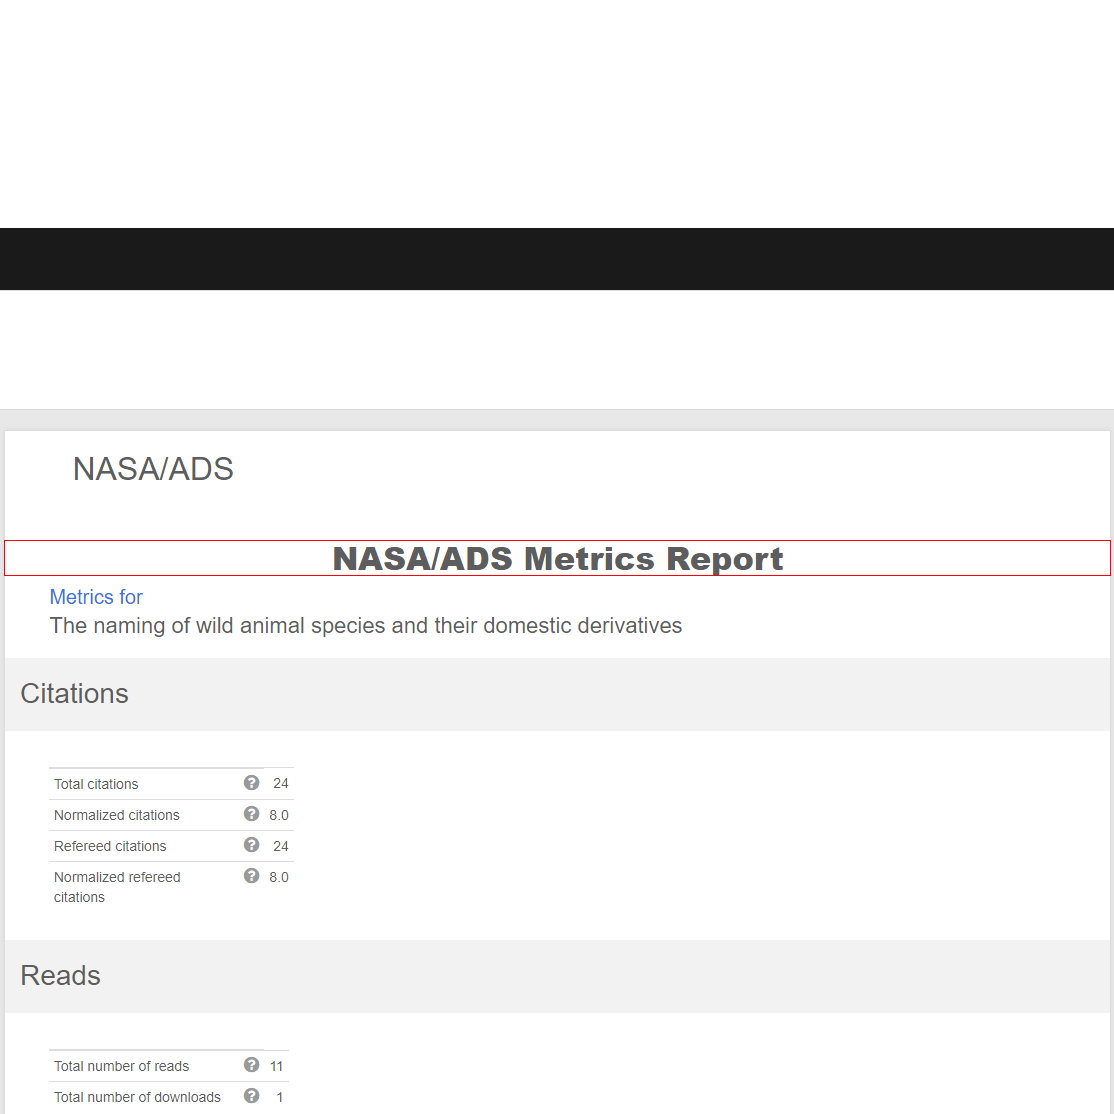 NASA/ADS
NASA/ADS Metrics Report
Metrics for
The naming of wild animal species and their domestic derivatives
Citations
Total citations ? 24
Normalized citations ? 8.0
Refereed citations ? 24
Normalized refereed ? 8.0
citations
Reads
Total number of reads ? 11
Total number of downloads ? 1